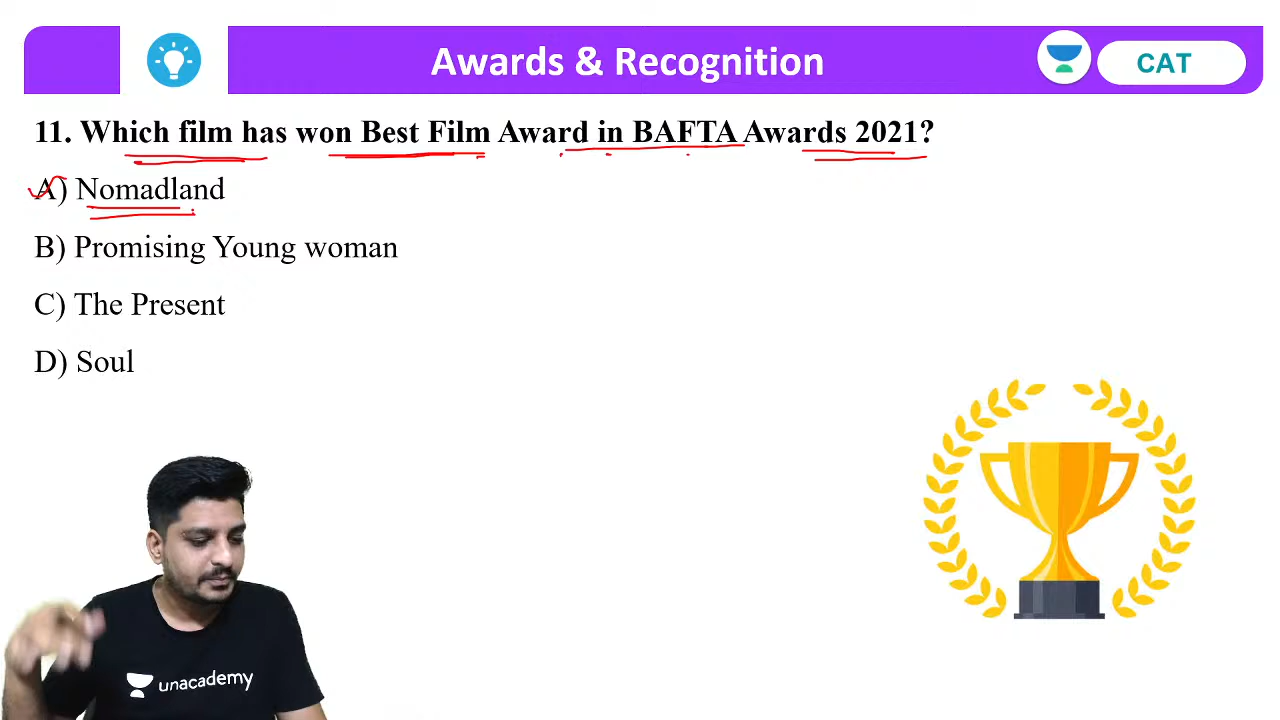 Awards & Recognition
CAT
11. Which film has won Best Film Award in BAFTA Awards 2021?
A) Nomadland
B) Promising Young woman
C) The Present
D) Soul
unacademy